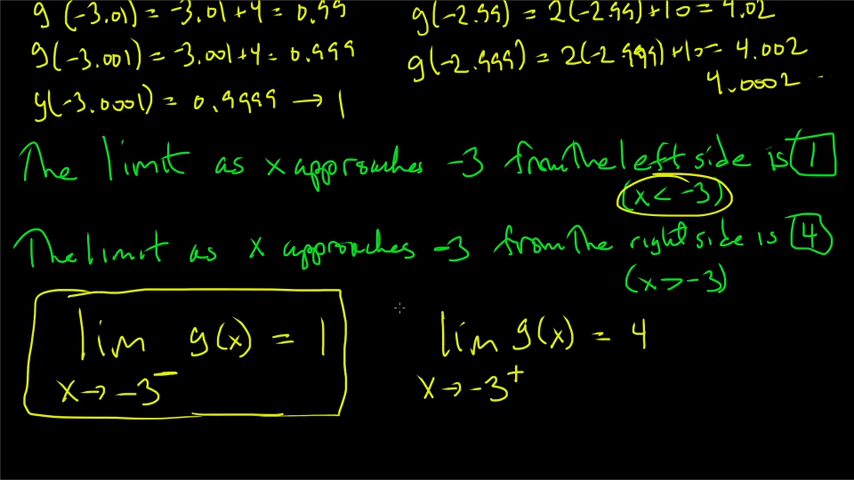 g(-3.01) = -3.01+4 = 0.99
g(-3.001) = -3.001+4 = 0.999
g(-3.0001) = 0.9999 → 1
g(-2.99) = 2(-2.99)+10 = 4.02
g(-2.999) = 2(-2.999)+10 = 4.002
4.0002 ...
The limit as x approaches -3 from the left side is 1
(x < -3)
The limit as x approaches -3 from the right side is 4
(x > -3)
lim g(x) = 1
x → -3⁻
lim g(x) = 4
x → -3⁺